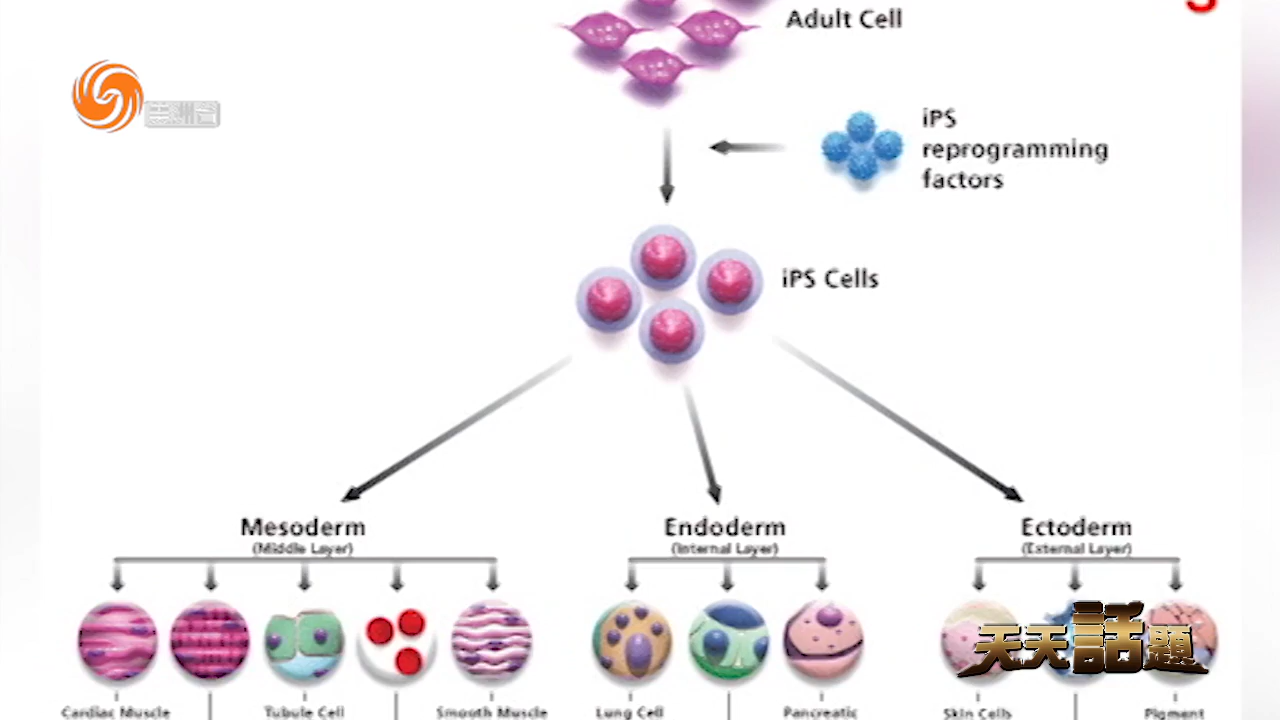 Adult Cell
iPS
reprogramming
factors
iPS Cells
Mesoderm
(Middle Layer)
Endoderm
(Internal Layer)
Ectoderm
(External Layer)
Cardiac Muscle
Tubule Cell
Smooth Muscle
Lung Cell
Pancreatic
Skin Cells
Pigment
天天話題